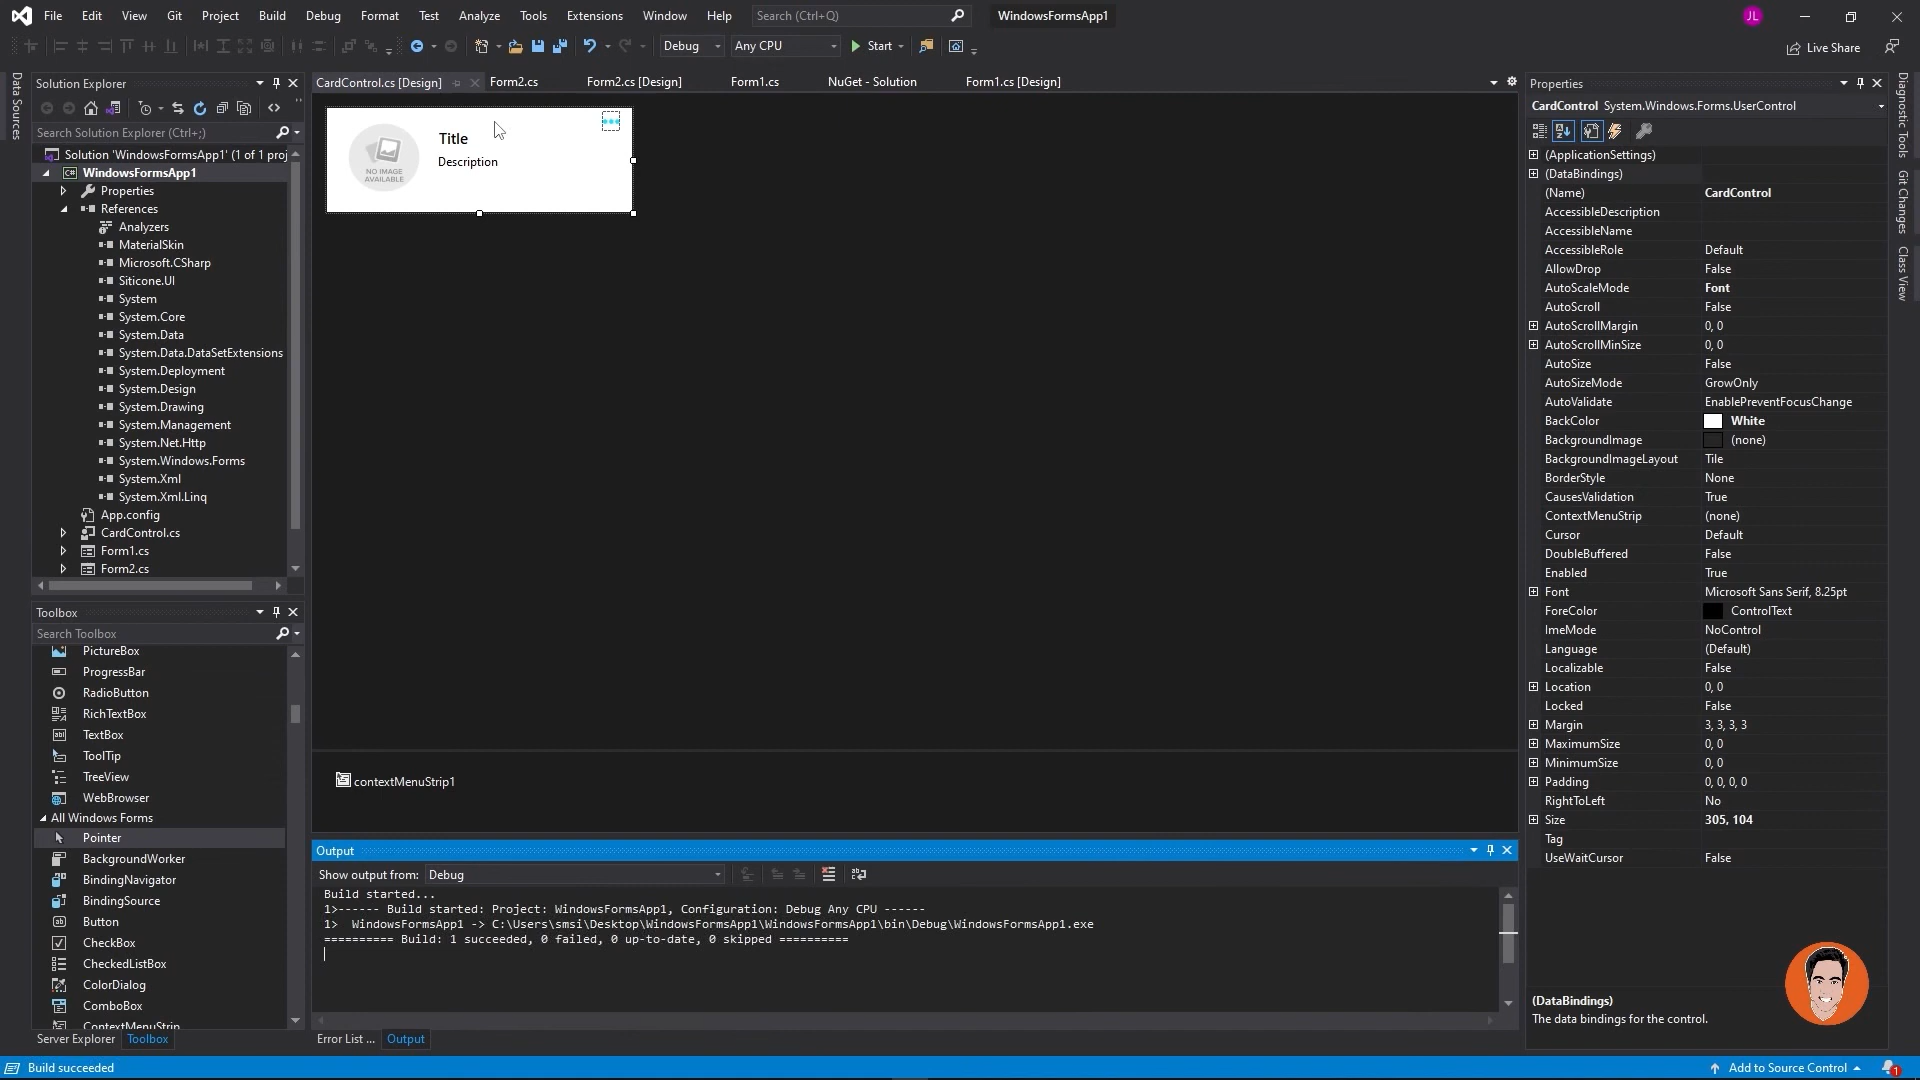 File Edit View Git Project Build Debug Format Test Analyze Tools Extensions Window Help Search (Ctrl+Q) WindowsFormsApp1 JL
Debug Any CPU Start Live Share
Data Sources
Solution Explorer
Search Solution Explorer (Ctrl+;)
Solution 'WindowsFormsApp1' (1 of 1 proj
WindowsFormsApp1
Properties
References
Analyzers
MaterialSkin
Microsoft.CSharp
Siticone.UI
System
System.Core
System.Data
System.Data.DataSetExtensions
System.Deployment
System.Design
System.Drawing
System.Management
System.Net.Http
System.Windows.Forms
System.Xml
System.Xml.Linq
App.config
CardControl.cs
Form1.cs
Form2.cs
Toolbox
Search Toolbox
PictureBox
ProgressBar
RadioButton
RichTextBox
TextBox
ToolTip
TreeView
WebBrowser
All Windows Forms
Pointer
BackgroundWorker
BindingNavigator
BindingSource
Button
CheckBox
CheckedListBox
ColorDialog
ComboBox
ContextMenuStrip
Server Explorer Toolbox
CardControl.cs [Design] Form2.cs Form2.cs [Design] Form1.cs NuGet - Solution Form1.cs [Design]
NO IMAGE
AVAILABLE
Title
Description
contextMenuStrip1
Output
Show output from: Debug
Build started...
1>------ Build started: Project: WindowsFormsApp1, Configuration: Debug Any CPU ------
1>  WindowsFormsApp1 -> C:\Users\smsi\Desktop\WindowsFormsApp1\WindowsFormsApp1\bin\Debug\WindowsFormsApp1.exe
========== Build: 1 succeeded, 0 failed, 0 up-to-date, 0 skipped ==========
Error List ... Output
Properties
CardControl System.Windows.Forms.UserControl
(ApplicationSettings)
(DataBindings)
(Name) CardControl
AccessibleDescription
AccessibleName
AccessibleRole Default
AllowDrop False
AutoScaleMode Font
AutoScroll False
AutoScrollMargin 0, 0
AutoScrollMinSize 0, 0
AutoSize False
AutoSizeMode GrowOnly
AutoValidate EnablePreventFocusChange
BackColor White
BackgroundImage (none)
BackgroundImageLayout Tile
BorderStyle None
CausesValidation True
ContextMenuStrip (none)
Cursor Default
DoubleBuffered False
Enabled True
Font Microsoft Sans Serif, 8.25pt
ForeColor ControlText
ImeMode NoControl
Language (Default)
Localizable False
Location 0, 0
Locked False
Margin 3, 3, 3, 3
MaximumSize 0, 0
MinimumSize 0, 0
Padding 0, 0, 0, 0
RightToLeft No
Size 305, 104
Tag
UseWaitCursor False
(DataBindings)
The data bindings for the control.
Diagnostic Tools
Git Changes
Class View
Build succeeded Add to Source Control 1